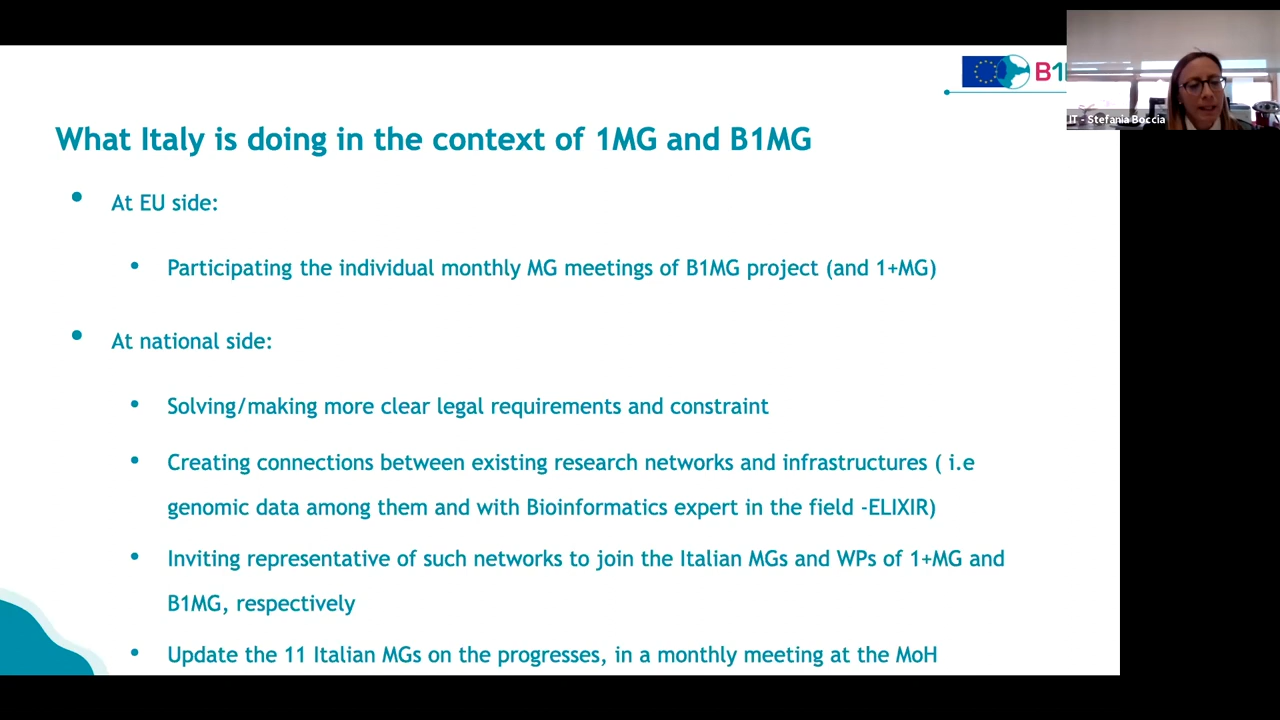 B1
IT - Stefania Boccia
What Italy is doing in the context of 1MG and B1MG
• At EU side:
• Participating the individual monthly MG meetings of B1MG project (and 1+MG)
• At national side:
• Solving/making more clear legal requirements and constraint
• Creating connections between existing research networks and infrastructures ( i.e
genomic data among them and with Bioinformatics expert in the field -ELIXIR)
• Inviting representative of such networks to join the Italian MGs and WPs of 1+MG and
B1MG, respectively
• Update the 11 Italian MGs on the progresses, in a monthly meeting at the MoH